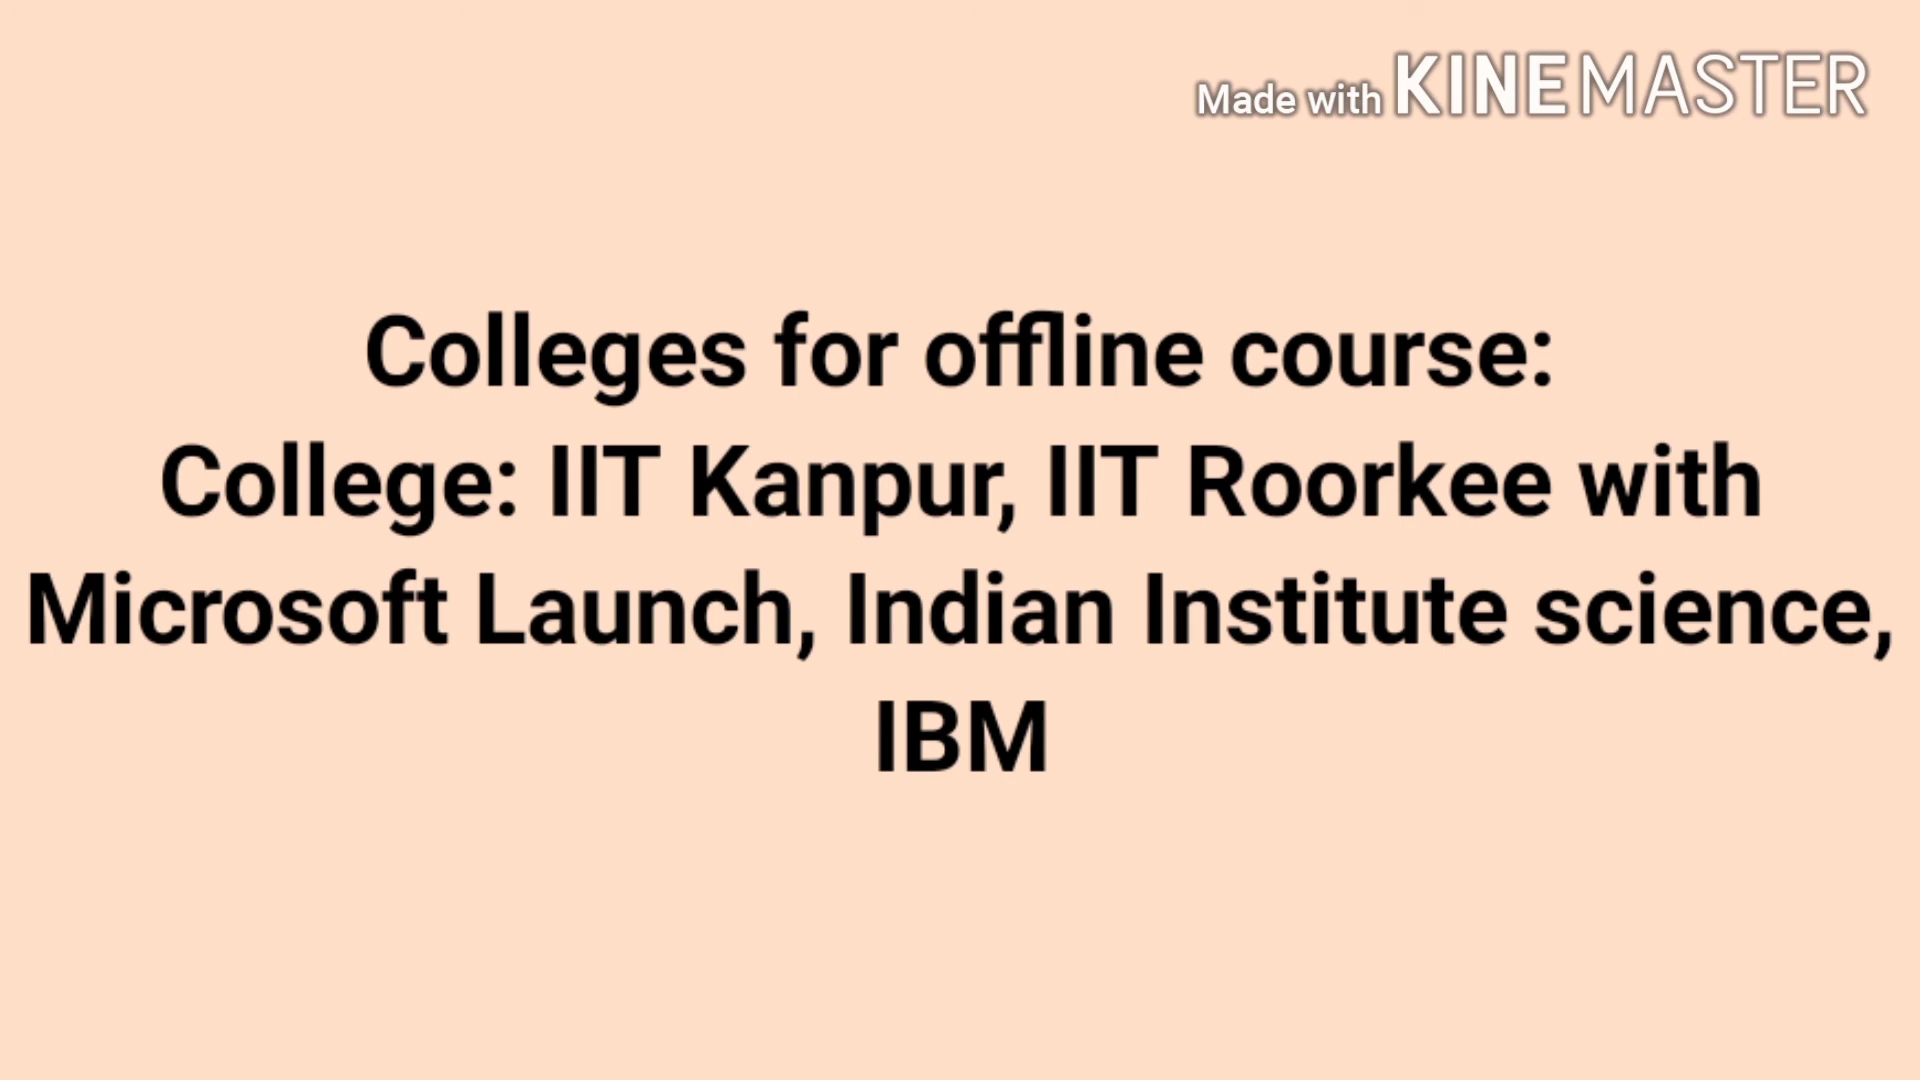 Made with KINEMASTER
Colleges for offline course:
College: IIT Kanpur, IIT Roorkee with
Microsoft Launch, Indian Institute science,
IBM